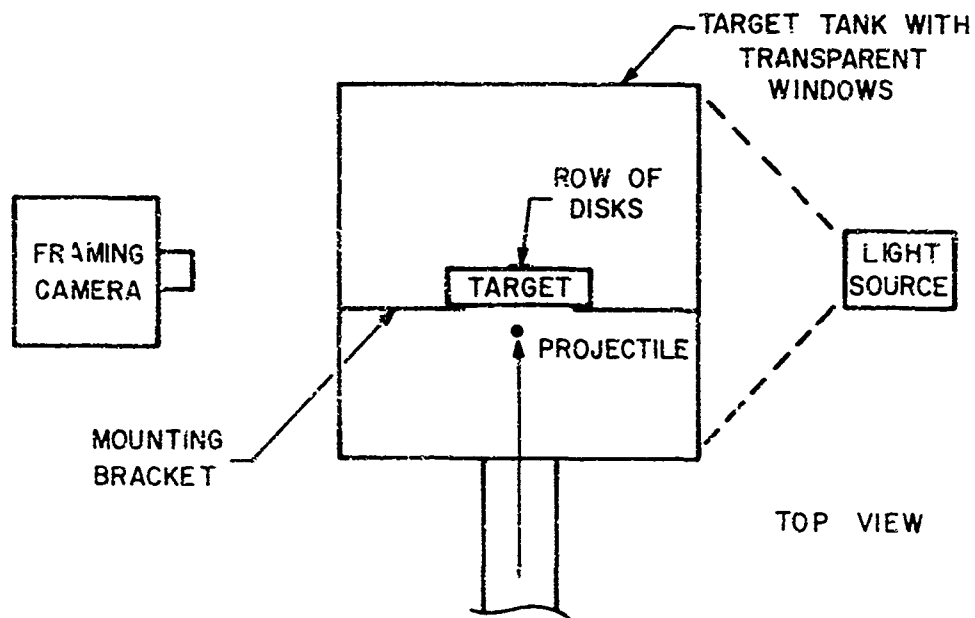 TARGET TANK WITH
TRANSPARENT
WINDOWS
ROW OF
DISKS
FRAMING
CAMERA
TARGET
LIGHT
SOURCE
PROJECTILE
MOUNTING
BRACKET
TOP VIEW